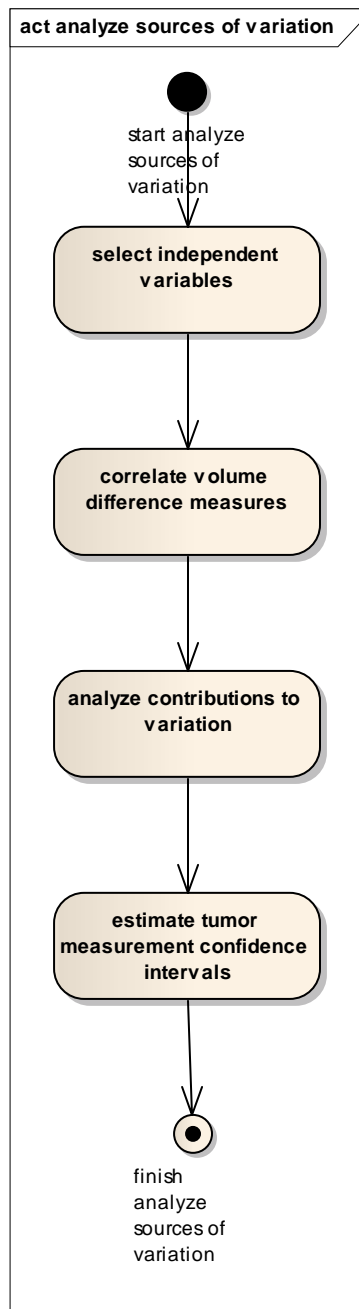 act analyze sources of variation
start analyze
sources of
variation
select independent
variables
correlate volume
difference measures
analyze contributions to
variation
estimate tumor
measurement confidence
intervals
finish
analyze
sources of
variation